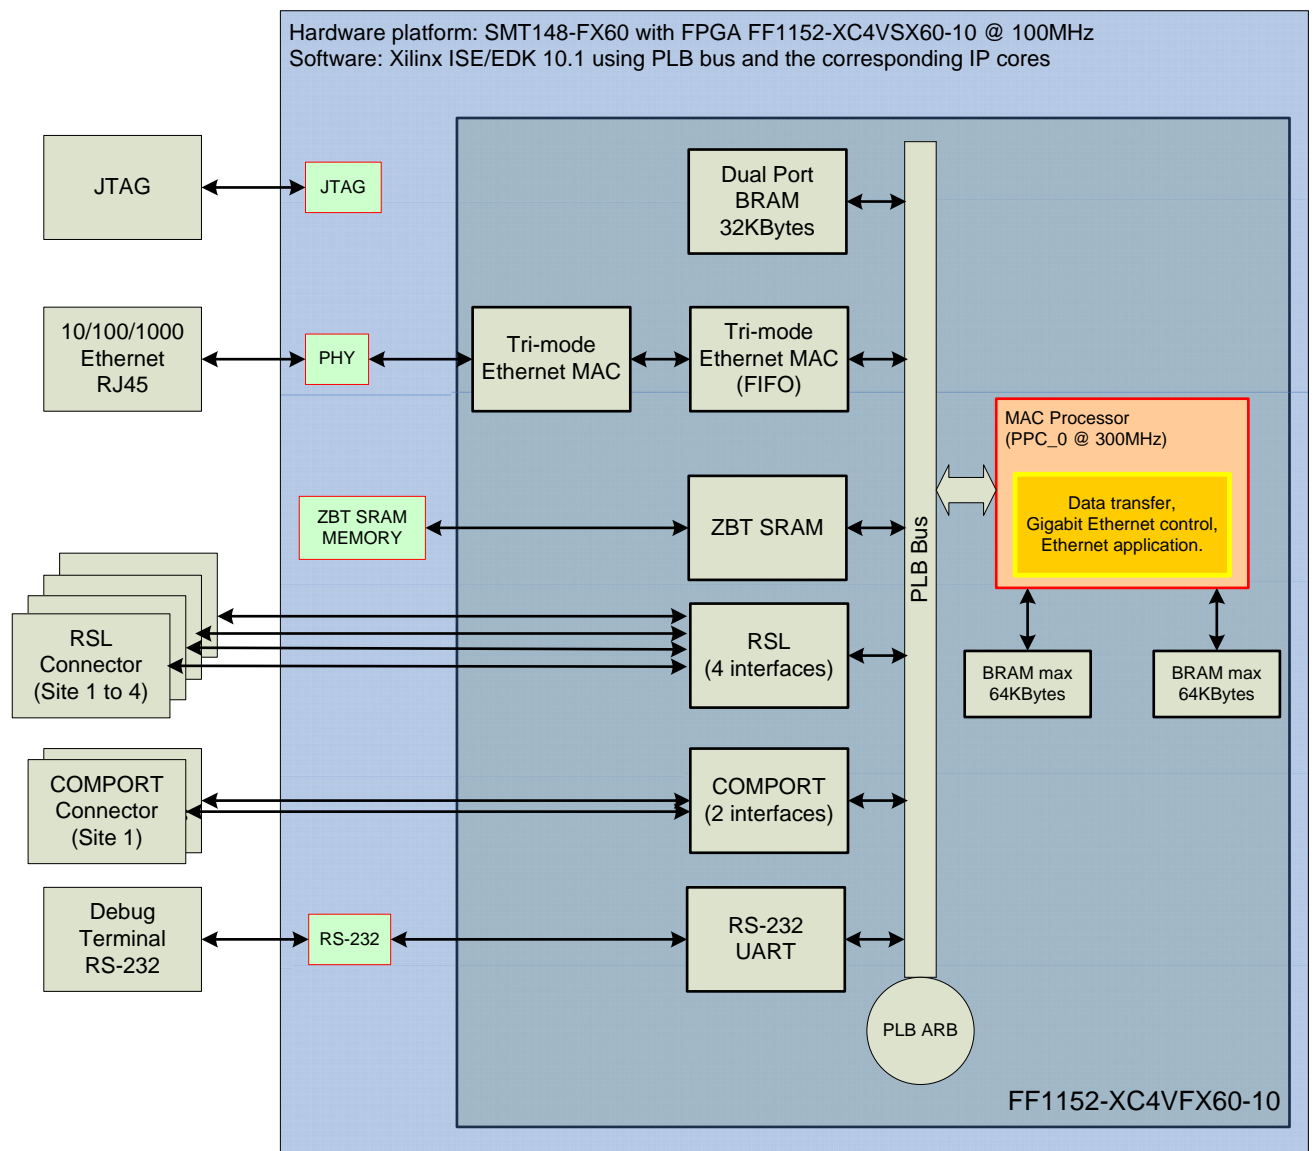 Hardware platform: SMT148-FX60 with FPGA FF1152-XC4VSX60-10 @ 100MHz
Software: Xilinx ISE/EDK 10.1 using PLB bus and the corresponding IP cores
JTAG
JTAG
Dual Port
BRAM
32KBytes
10/100/1000
Ethernet
RJ45
PHY
Tri-mode
Ethernet MAC
Tri-mode
Ethernet MAC
(FIFO)
MAC Processor
(PPC_0 @ 300MHz)
Data transfer,
Gigabit Ethernet control,
Ethernet application.
ZBT SRAM
MEMORY
ZBT SRAM
PLB Bus
RSL
Connector
(Site 1 to 4)
RSL
(4 interfaces)
BRAM max
64KBytes
BRAM max
64KBytes
COMPORT
Connector
(Site 1)
COMPORT
(2 interfaces)
Debug
Terminal
RS-232
RS-232
RS-232
UART
PLB ARB
FF1152-XC4VFX60-10